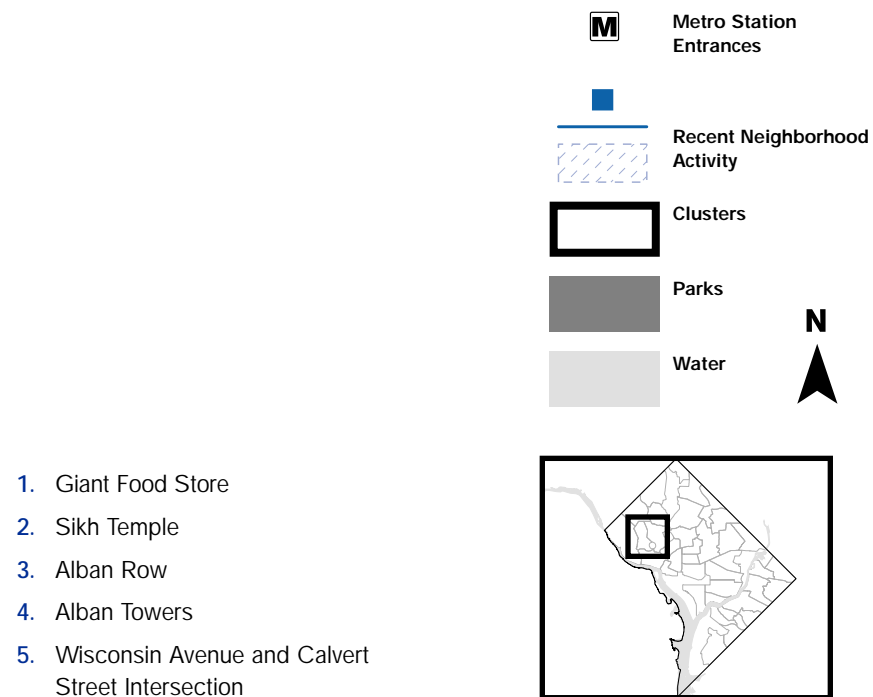 M
Metro Station
Entrances
Recent Neighborhood
Activity
Clusters
Parks
N
Water
1. Giant Food Store
2. Sikh Temple
3. Alban Row
4. Alban Towers
5. Wisconsin Avenue and Calvert
Street Intersection